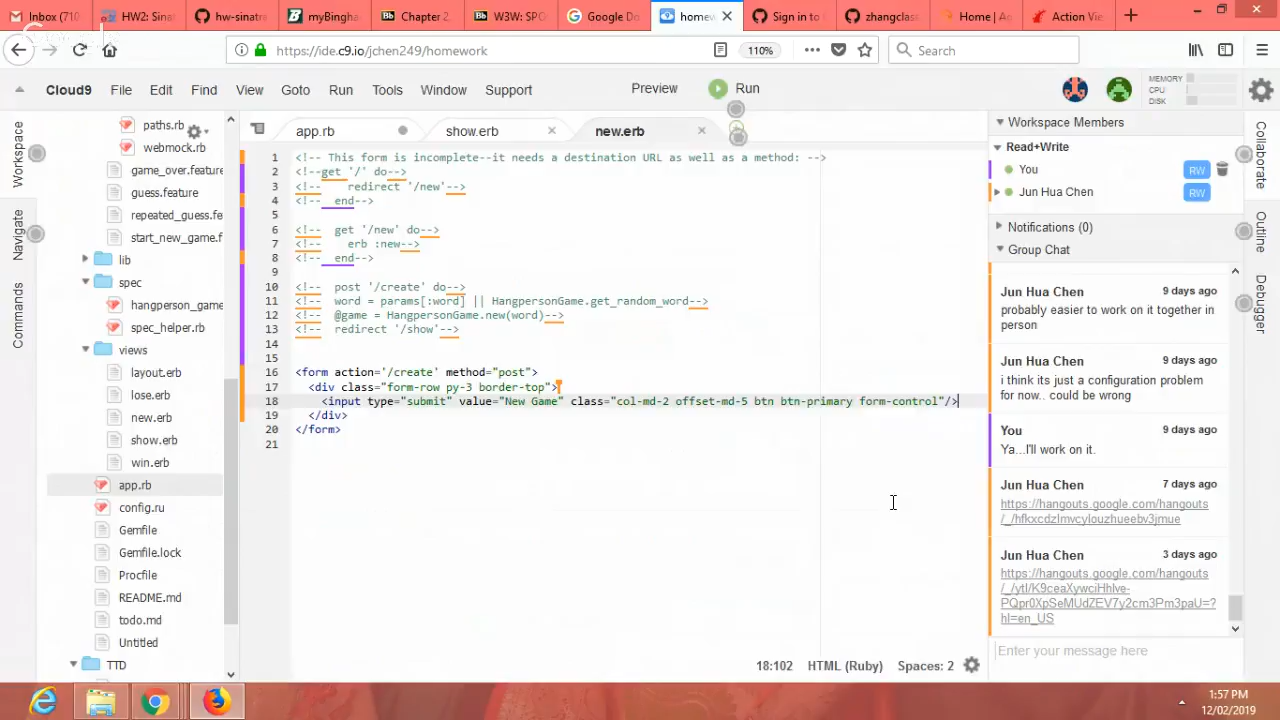 Inbox (710
HW2: Sinat
hw-sinatra
myBingha
Chapter 2
W3W: SPO
Google Do
homew
Sign in to
zhangclass
Home | Ac
Action Vie
https://ide.c9.io/jchen249/homework
110%
Search
Cloud9 File Edit Find View Goto Run Tools Window Support Preview Run
MEMORY
CPU
DISK
Workspace
Navigate
Commands
paths.rb
webmock.rb
game_over.feature
guess.feature
repeated_guess.fe
start_new_game.f
lib
spec
hangperson_game
spec_helper.rb
views
layout.erb
lose.erb
new.erb
show.erb
win.erb
app.rb
config.ru
Gemfile
Gemfile.lock
Procfile
README.md
todo.md
Untitled
TTD
app.rb show.erb new.erb
1 <!-- This form is incomplete--it needs a destination URL as well as a method: -->
2 <!--get '/' do-->
3 <!-- redirect '/new'-->
4 <!-- end-->
5
6 <!-- get '/new' do-->
7 <!-- erb :new-->
8 <!-- end-->
9
10 <!-- post '/create' do-->
11 <!-- word = params[:word] || HangpersonGame.get_random_word-->
12 <!-- @game = HangpersonGame.new(word)-->
13 <!-- redirect '/show'-->
14
15
16 <form action='/create' method="post">
17 <div class="form-row py-3 border-top">
18 <input type="submit" value="New Game" class="col-md-2 offset-md-5 btn btn-primary form-control"/>
19 </div>
20 </form>
21
18:102 HTML (Ruby) Spaces: 2
Workspace Members
Read+Write
You RW
Jun Hua Chen RW
Notifications (0)
Group Chat
Jun Hua Chen 9 days ago
probably easier to work on it together in
person
Jun Hua Chen 9 days ago
i think its just a configuration problem
for now.. could be wrong
You 9 days ago
Ya...I'll work on it.
Jun Hua Chen 7 days ago
https://hangouts.google.com/hangouts
/_/hfkxcdzlmvcylouzhueebv3jmue
Jun Hua Chen 3 days ago
https://hangouts.google.com/hangouts
/_/ytl/K9ceaXywciHhlve-
PQpr0XpSeMUdZEV7y2cm3Pm3paU=?
hl=en_US
Enter your message here
Collaborate
Outline
Debugger
1:57 PM
12/02/2019